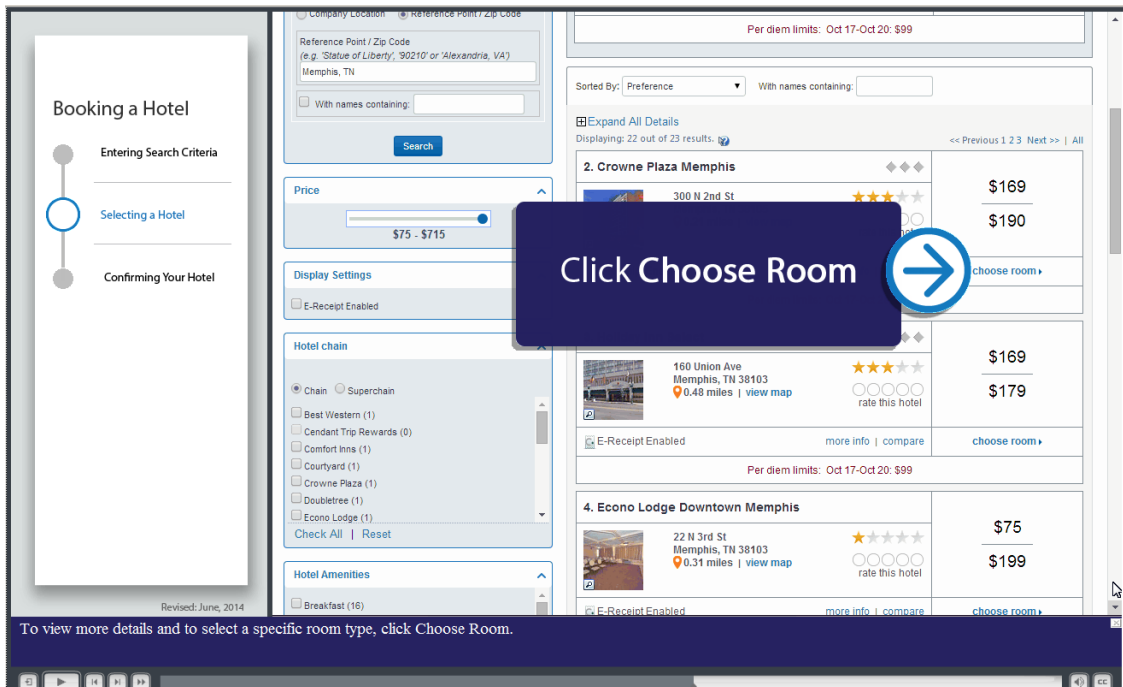 Booking a Hotel
Entering Search Criteria
Selecting a Hotel
Confirming Your Hotel
Revised: June, 2014
Company Location Reference Point / Zip Code
Reference Point / Zip Code
(e.g. 'Statue of Liberty', '90210' or 'Alexandria, VA')
Memphis, TN
With names containing:
Search
Price
$75 - $715
Display Settings
E-Receipt Enabled
Hotel chain
Chain Superchain
Best Western (1)
Cendant Trip Rewards (0)
Comfort Inns (1)
Courtyard (1)
Crowne Plaza (1)
Doubletree (1)
Econo Lodge (1)
Check All | Reset
Hotel Amenities
Breakfast (16)
Per diem limits: Oct 17-Oct 20: $99
Sorted By: Preference With names containing:
Expand All Details
Displaying: 22 out of 23 results.
<< Previous 1 2 3 Next >> | All
2. Crowne Plaza Memphis
300 N 2nd St
$169
$190
choose room
Click Choose Room
160 Union Ave
Memphis, TN 38103
0.48 miles | view map
rate this hotel
$169
$179
E-Receipt Enabled more info | compare choose room
Per diem limits: Oct 17-Oct 20: $99
4. Econo Lodge Downtown Memphis
22 N 3rd St
Memphis, TN 38103
0.31 miles | view map
rate this hotel
$75
$199
E-Receipt Enabled more info | compare choose room
To view more details and to select a specific room type, click Choose Room.
CC